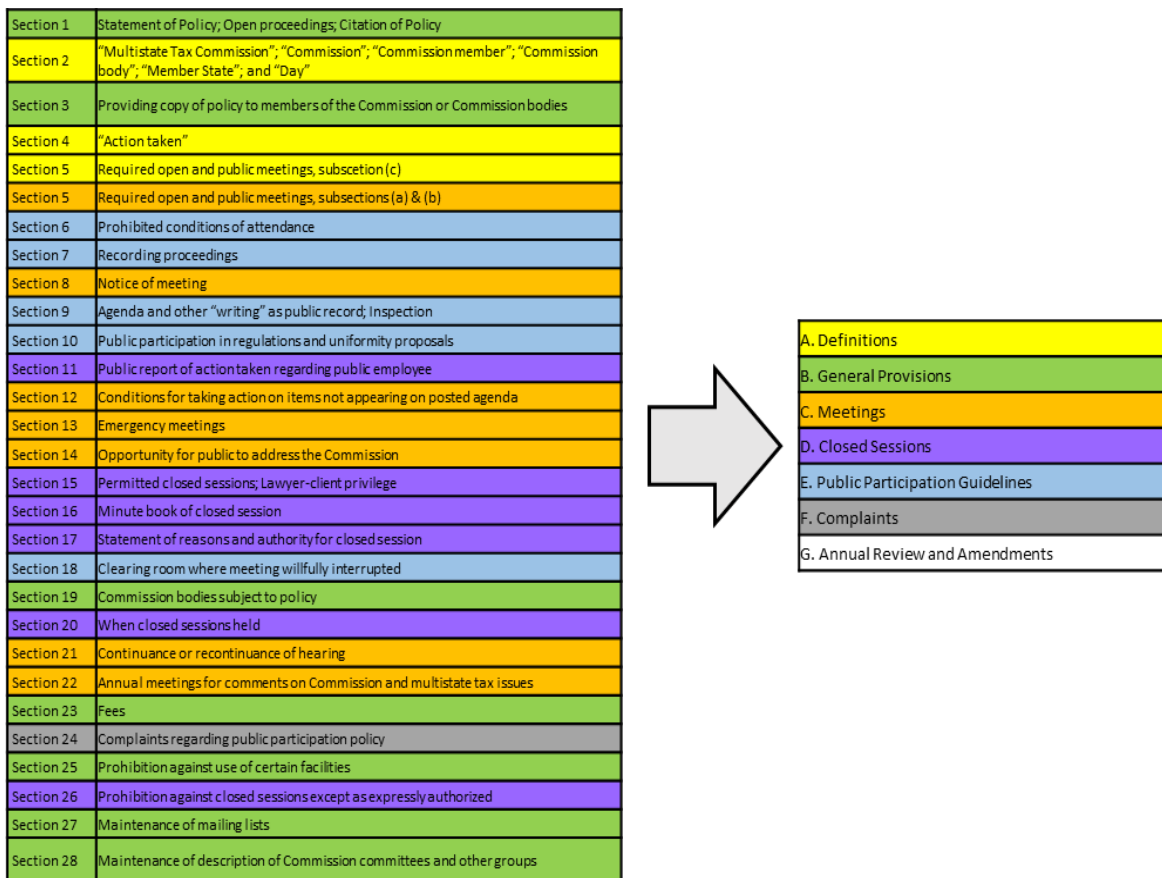 Section 1 Statement of Policy; Open proceedings; Citation of Policy
Section 2 “Multistate Tax Commission”; “Commission”; “Commission member”; “Commission
body”; “Member State”; and “Day”
Section 3 Providing copy of policy to members of the Commission or Commission bodies
Section 4 “Action taken”
Section 5 Required open and public meetings, subscetion (c)
Section 5 Required open and public meetings, subsections (a) & (b)
Section 6 Prohibited conditions of attendance
Section 7 Recording proceedings
Section 8 Notice of meeting
Section 9 Agenda and other “writing” as public record; Inspection
Section 10 Public participation in regulations and uniformity proposals
Section 11 Public report of action taken regarding public employee
Section 12 Conditions for taking action on items not appearing on posted agenda
Section 13 Emergency meetings
Section 14 Opportunity for public to address the Commission
Section 15 Permitted closed sessions; Lawyer-client privilege
Section 16 Minute book of closed session
Section 17 Statement of reasons and authority for closed session
Section 18 Clearing room where meeting willfully interrupted
Section 19 Commission bodies subject to policy
Section 20 When closed sessions held
Section 21 Continuance or recontinuance of hearing
Section 22 Annual meetings for comments on Commission and multistate tax issues
Section 23 Fees
Section 24 Complaints regarding public participation policy
Section 25 Prohibition against use of certain facilities
Section 26 Prohibition against closed sessions except as expressly authorized
Section 27 Maintenance of mailing lists
Section 28 Maintenance of description of Commission committees and other groups
A. Definitions
B. General Provisions
C. Meetings
D. Closed Sessions
E. Public Participation Guidelines
F. Complaints
G. Annual Review and Amendments